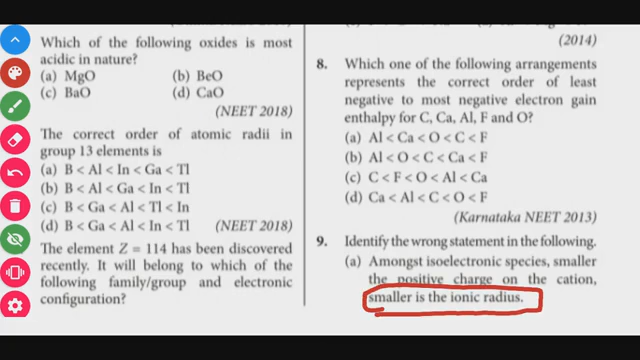 Which of the following oxides is most
acidic in nature?
(a) MgO (b) BeO
(c) BaO (d) CaO
(NEET 2018)
The correct order of atomic radii in
group 13 elements is
(a) B < Al < In < Ga < Tl
(b) B < Al < Ga < In < Tl
(c) B < Ga < Al < Tl < In
(d) B < Ga < Al < In < Tl (NEET 2018)
The element Z = 114 has been discovered
recently. It will belong to which of the
following family/group and electronic
configuration?
(2014)
8. Which one of the following arrangements
represents the correct order of least
negative to most negative electron gain
enthalpy for C, Ca, Al, F and O?
(a) Al < Ca < O < C < F
(b) Al < O < C < Ca < F
(c) C < F < O < Al < Ca
(d) Ca < Al < C < O < F
(Karnataka NEET 2013)
9. Identify the wrong statement in the following.
(a) Amongst isoelectronic species, smaller
the positive charge on the cation,
smaller is the ionic radius.